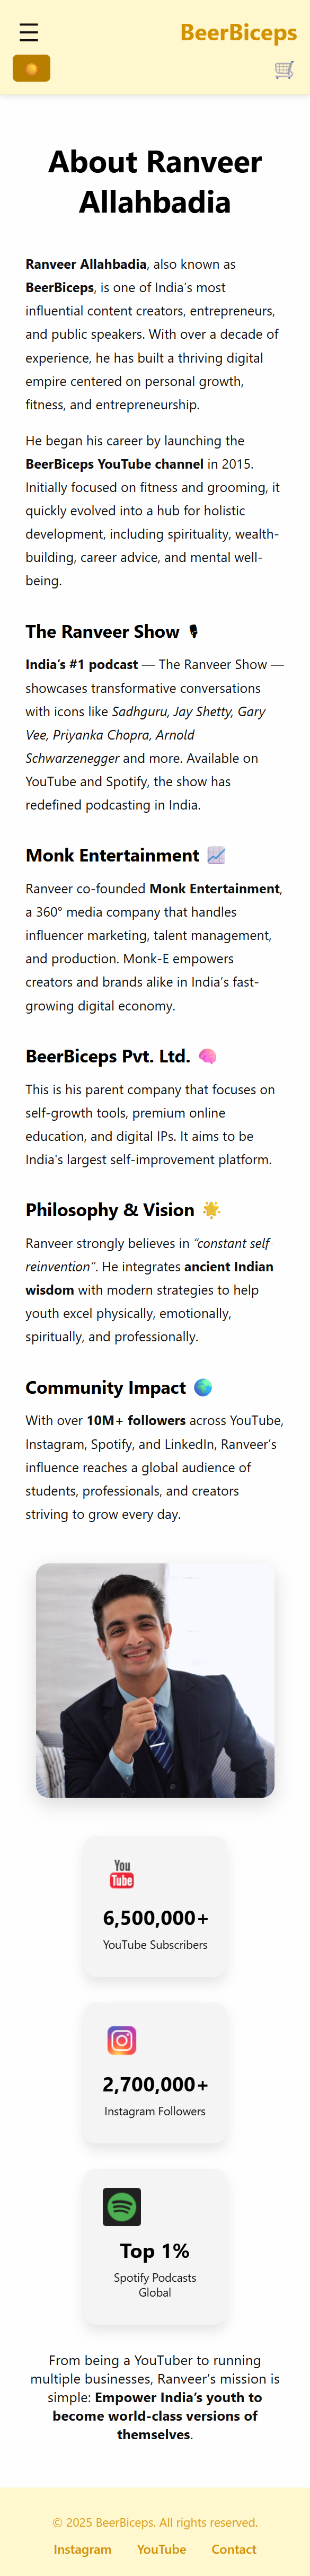 ☰ BeerBiceps
About Ranveer
Allahbadia
Ranveer Allahbadia, also known as
BeerBiceps, is one of India’s most
influential content creators, entrepreneurs,
and public speakers. With over a decade of
experience, he has built a thriving digital
empire centered on personal growth,
fitness, and entrepreneurship.
He began his career by launching the
BeerBiceps YouTube channel in 2015.
Initially focused on fitness and grooming, it
quickly evolved into a hub for holistic
development, including spirituality, wealth-
building, career advice, and mental well-
being.
The Ranveer Show 🎙
India’s #1 podcast — The Ranveer Show —
showcases transformative conversations
with icons like Sadhguru, Jay Shetty, Gary
Vee, Priyanka Chopra, Arnold
Schwarzenegger and more. Available on
YouTube and Spotify, the show has
redefined podcasting in India.
Monk Entertainment 📈
Ranveer co-founded Monk Entertainment,
a 360° media company that handles
influencer marketing, talent management,
and production. Monk-E empowers
creators and brands alike in India’s fast-
growing digital economy.
BeerBiceps Pvt. Ltd. 🧠
This is his parent company that focuses on
self-growth tools, premium online
education, and digital IPs. It aims to be
India's largest self-improvement platform.
Philosophy & Vision 🌟
Ranveer strongly believes in “constant self-
reinvention”. He integrates ancient Indian
wisdom with modern strategies to help
youth excel physically, emotionally,
spiritually, and professionally.
Community Impact 🌍
With over 10M+ followers across YouTube,
Instagram, Spotify, and LinkedIn, Ranveer’s
influence reaches a global audience of
students, professionals, and creators
striving to grow every day.
You
Tube
6,500,000+
YouTube Subscribers
2,700,000+
Instagram Followers
Top 1%
Spotify Podcasts
Global
From being a YouTuber to running
multiple businesses, Ranveer’s mission is
simple: Empower India’s youth to
become world-class versions of
themselves.
© 2025 BeerBiceps. All rights reserved.
Instagram YouTube Contact